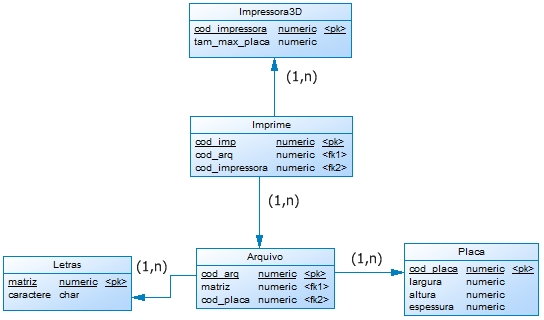 Impressora3D
cod_impressora numeric <pk>
tam_max_placa numeric
(1,n)
Imprime
cod_imp numeric <pk>
cod_arq numeric <fk1>
cod_impressora numeric <fk2>
(1,n)
Letras
matriz numeric <pk>
caractere char
(1,n)
Arquivo
cod_arq numeric <pk>
matriz numeric <fk1>
cod_placa numeric <fk2>
(1,n)
Placa
cod_placa numeric <pk>
largura numeric
altura numeric
espessura numeric